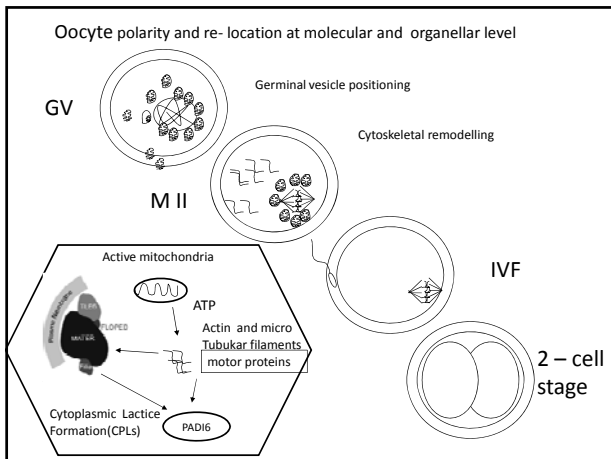 Oocyte polarity and re- location at molecular and organellar level
GV
Germinal vesicle positioning
Cytoskeletal remodelling
M II
IVF
2 – cell
stage
Active mitochondria
ATP
Actin and micro
Tubukar filaments
motor proteins
FLOPED
MATER
Cytoplasmic Lactice
Formation(CPLs)
PADI6